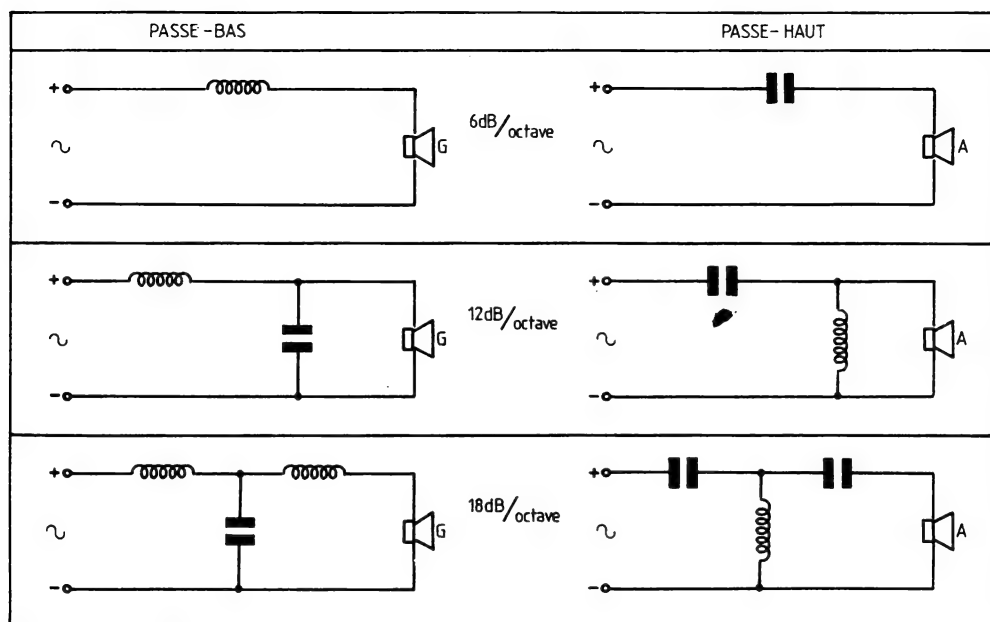 PASSE-BAS
PASSE-HAUT
+
-
~
G
6dB/octave
+
-
~
A
+
-
~
G
12dB/octave
+
-
~
A
+
-
~
G
18dB/octave
+
-
~
A